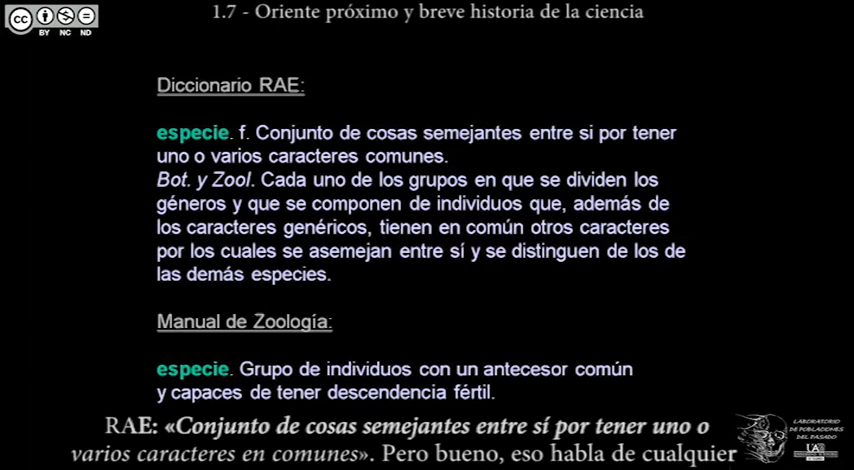 1.7 - Oriente próximo y breve historia de la ciencia
cc
BY NC ND
Diccionario RAE:
especie. f. Conjunto de cosas semejantes entre si por tener
uno o varios caracteres comunes.
Bot. y Zool. Cada uno de los grupos en que se dividen los
géneros y que se componen de individuos que, además de
los caracteres genéricos, tienen en común otros caracteres
por los cuales se asemejan entre sí y se distinguen de los de
las demás especies.
Manual de Zoología:
especie. Grupo de individuos con un antecesor común
y capaces de tener descendencia fértil.
RAE: «Conjunto de cosas semejantes entre sí por tener uno o
varios caracteres en comunes». Pero bueno, eso habla de cualquier
LABORATORIO
DE POBLACIONES
DEL PASADO